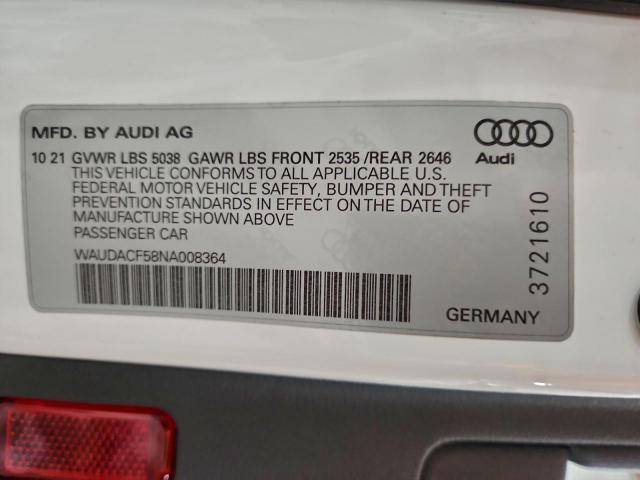 MFD. BY AUDI AG
10 21 GVWR LBS 5038 GAWR LBS FRONT 2535 /REAR 2646
THIS VEHICLE CONFORMS TO ALL APPLICABLE U.S.
FEDERAL MOTOR VEHICLE SAFETY, BUMPER AND THEFT
PREVENTION STANDARDS IN EFFECT ON THE DATE OF
MANUFACTURE SHOWN ABOVE
PASSENGER CAR
WAUDACF58NA008364
Audi
3721610
GERMANY